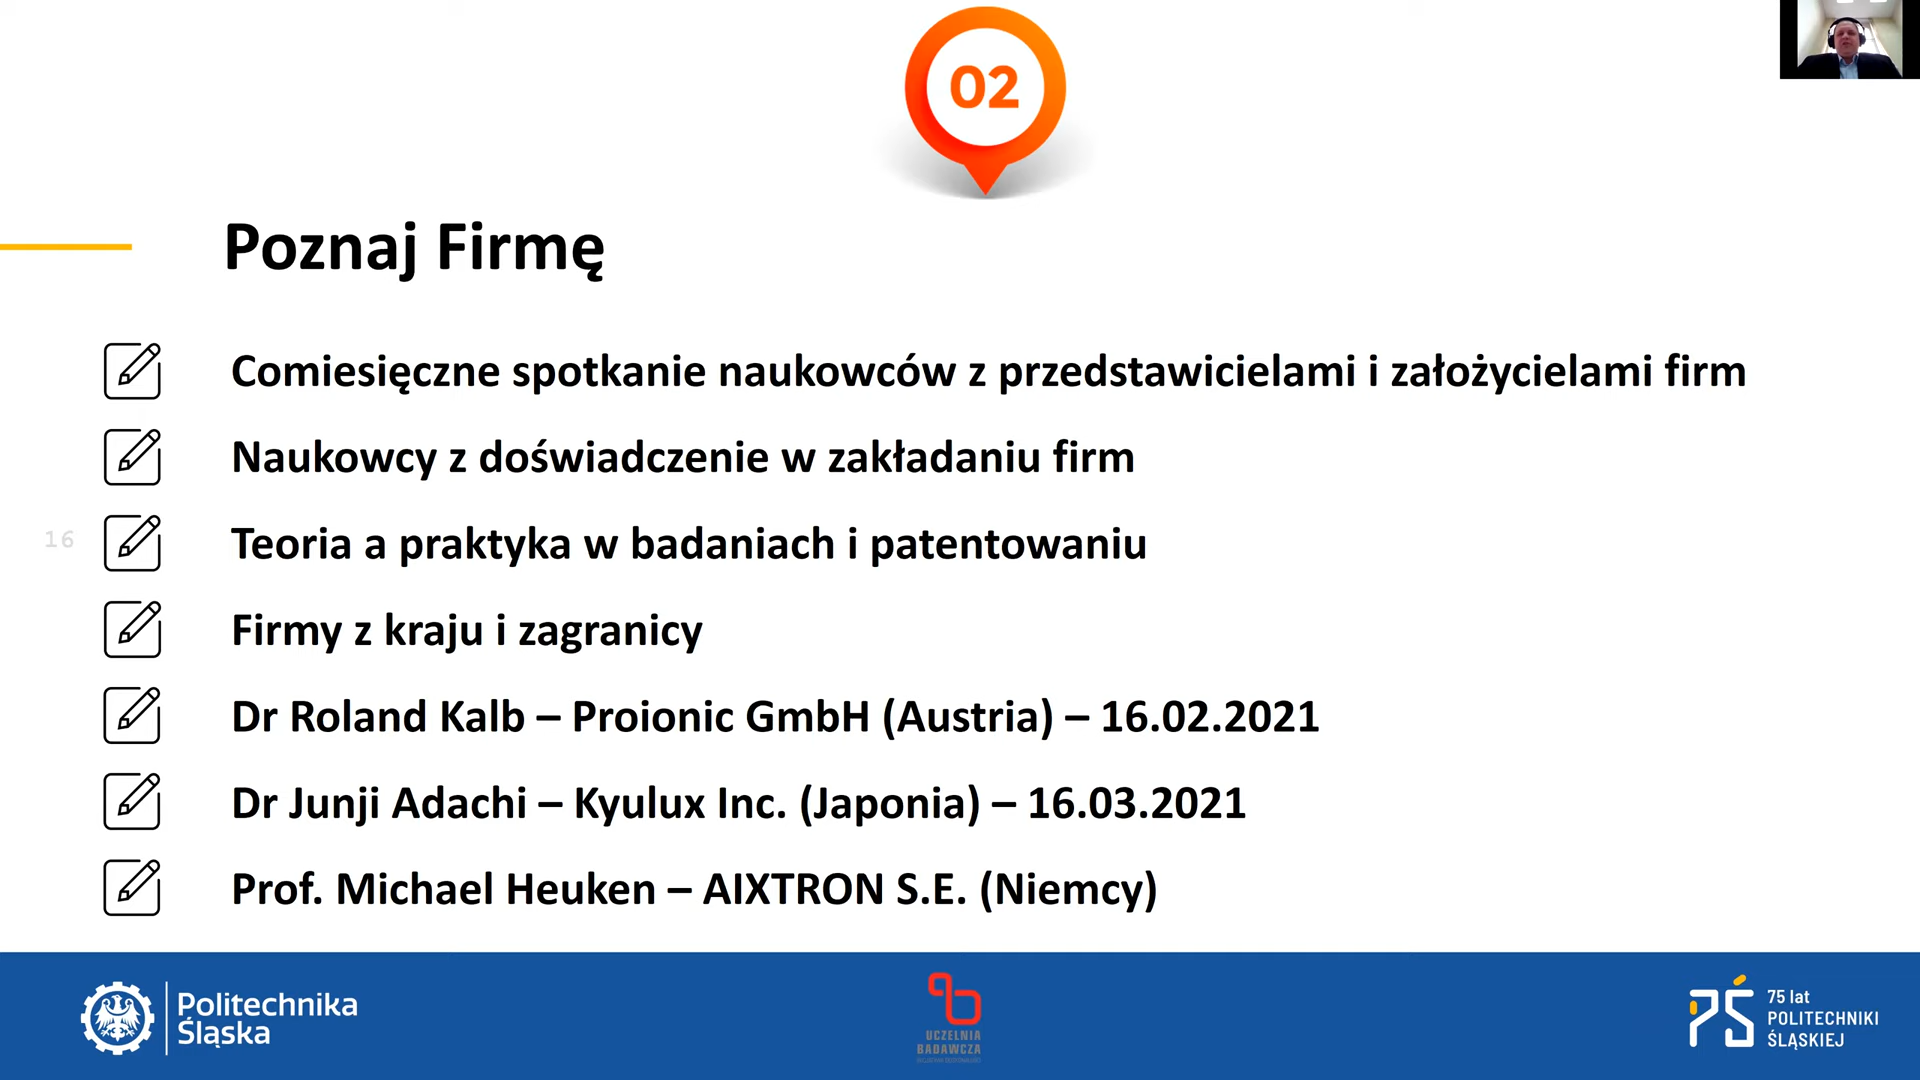 02
Poznaj Firmę
Comiesięczne spotkanie naukowców z przedstawicielami i założycielami firm
Naukowcy z doświadczenie w zakładaniu firm
Teoria a praktyka w badaniach i patentowaniu
16
Firmy z kraju i zagranicy
Dr Roland Kalb – Proionic GmbH (Austria) – 16.02.2021
Dr Junji Adachi – Kyulux Inc. (Japonia) – 16.03.2021
Prof. Michael Heuken – AIXTRON S.E. (Niemcy)
Politechnika
Śląska
UCZELNIA
BADAWCZA
75 lat
POLITECHNIKI
ŚLĄSKIEJ